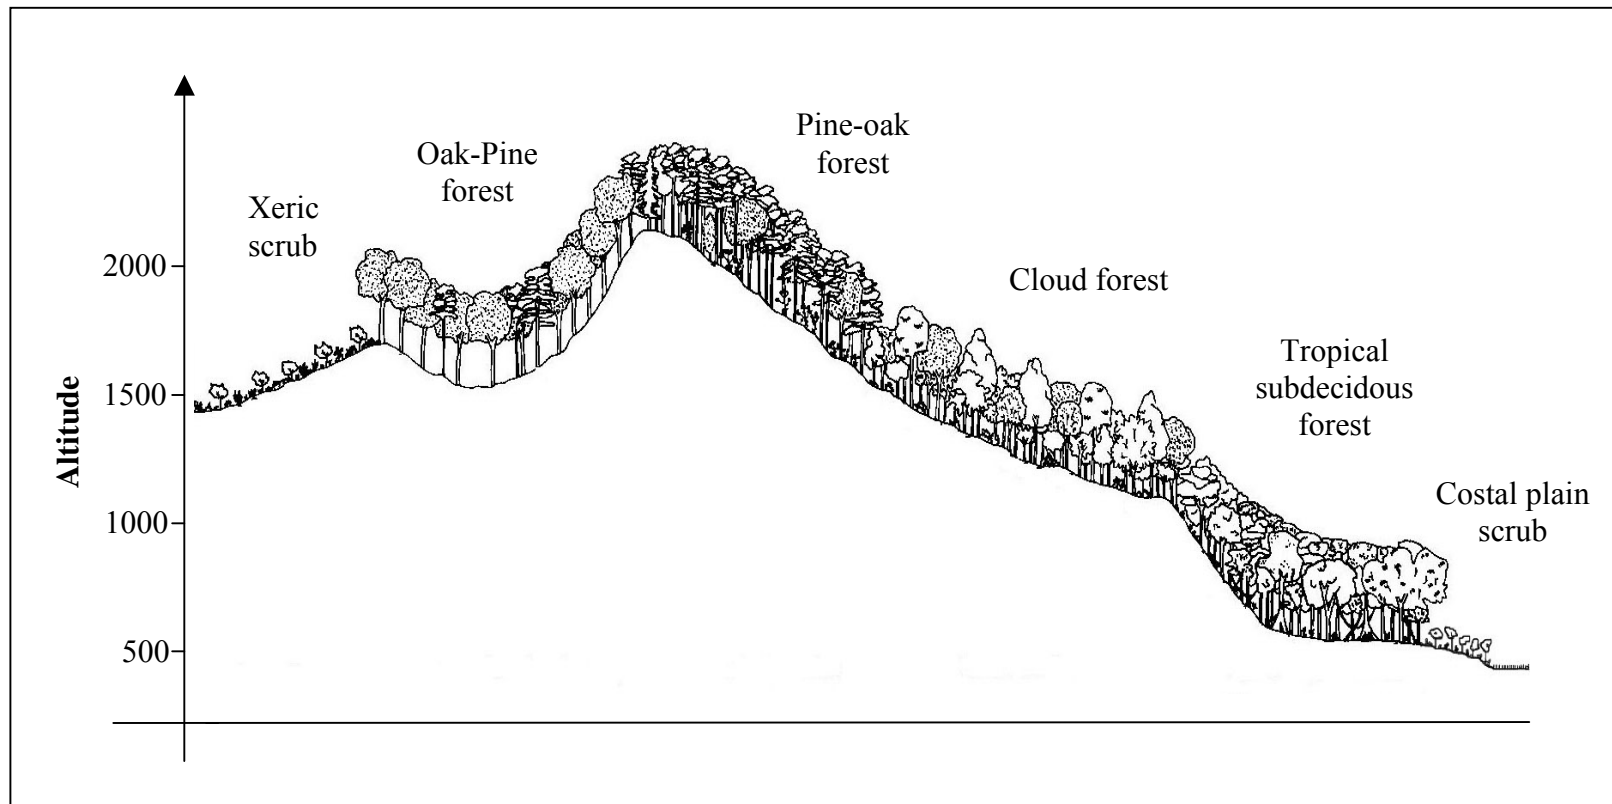 Pine-oak
forest
Oak-Pine
forest
Xeric
scrub
Cloud forest
Tropical
subdecidous
forest
Costal plain
scrub
Altitude
2000
1500
1000
500